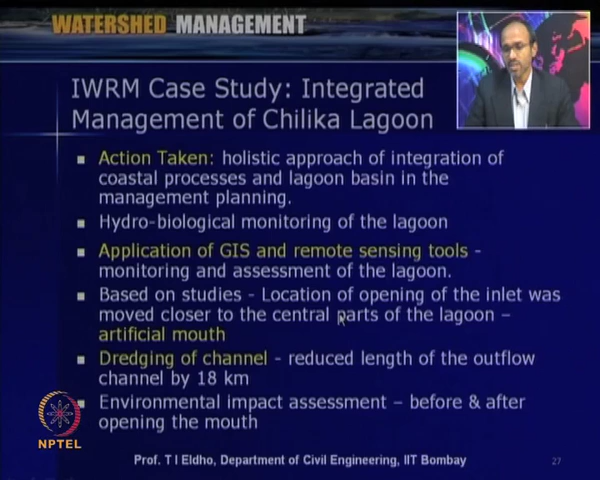 WATERSHED MANAGEMENT
IWRM Case Study: Integrated
Management of Chilika Lagoon
Action Taken: holistic approach of integration of
coastal processes and lagoon basin in the
management planning.
Hydro-biological monitoring of the lagoon
Application of GIS and remote sensing tools -
monitoring and assessment of the lagoon.
Based on studies - Location of opening of the inlet was
moved closer to the central parts of the lagoon –
artificial mouth
Dredging of channel - reduced length of the outflow
channel by 18 km
Environmental impact assessment – before & after
opening the mouth
NPTEL
Prof. T I Eldho, Department of Civil Engineering, IIT Bombay
27